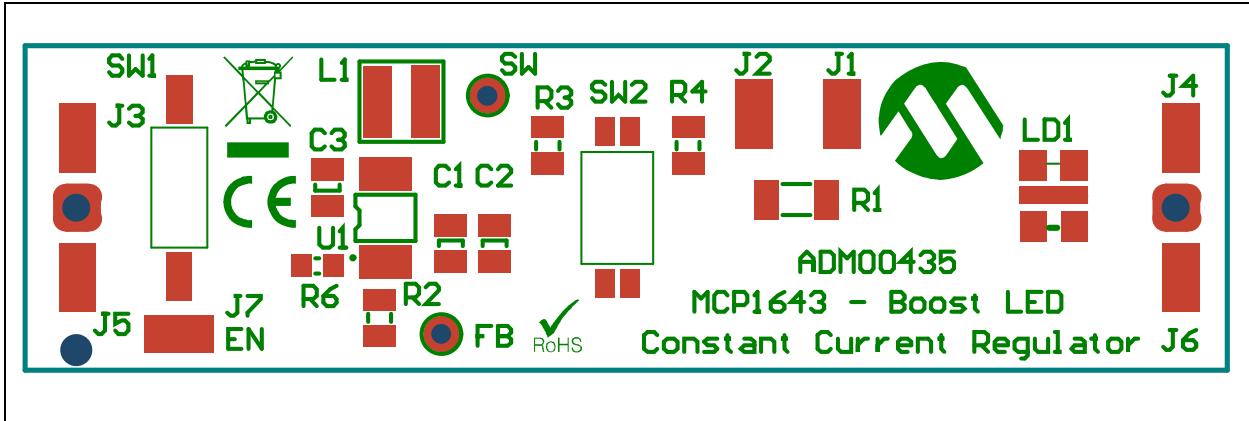 SW1
L1
SW
J2
J1
J3
R3
SW2
R4
J4
C3
LD1
C1 C2
CE
R1
U1
ADM00435
R6
R2
J7
MCP1643 - Boost LED
J5
EN
FB
RoHS
Constant Current Regulator
J6